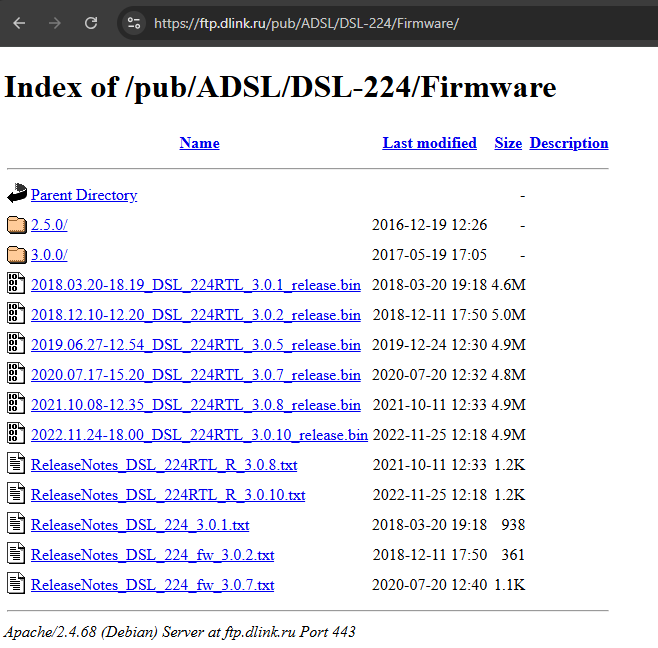 https://ftp.dlink.ru/pub/ADSL/DSL-224/Firmware/
Index of /pub/ADSL/DSL-224/Firmware
Name Last modified Size Description
Parent Directory -
2.5.0/ 2016-12-19 12:26 -
3.0.0/ 2017-05-19 17:05 -
2018.03.20-18.19_DSL_224RTL_3.0.1_release.bin 2018-03-20 19:18 4.6M
2018.12.10-12.20_DSL_224RTL_3.0.2_release.bin 2018-12-11 17:50 5.0M
2019.06.27-12.54_DSL_224RTL_3.0.5_release.bin 2019-12-24 12:30 4.9M
2020.07.17-15.20_DSL_224RTL_3.0.7_release.bin 2020-07-20 12:32 4.8M
2021.10.08-12.35_DSL_224RTL_3.0.8_release.bin 2021-10-11 12:33 4.9M
2022.11.24-18.00_DSL_224RTL_3.0.10_release.bin 2022-11-25 12:18 4.9M
ReleaseNotes_DSL_224RTL_R_3.0.8.txt 2021-10-11 12:33 1.2K
ReleaseNotes_DSL_224RTL_R_3.0.10.txt 2022-11-25 12:18 1.2K
ReleaseNotes_DSL_224_3.0.1.txt 2018-03-20 19:18 938
ReleaseNotes_DSL_224_fw_3.0.2.txt 2018-12-11 17:50 361
ReleaseNotes_DSL_224_fw_3.0.7.txt 2020-07-20 12:40 1.1K
Apache/2.4.68 (Debian) Server at ftp.dlink.ru Port 443